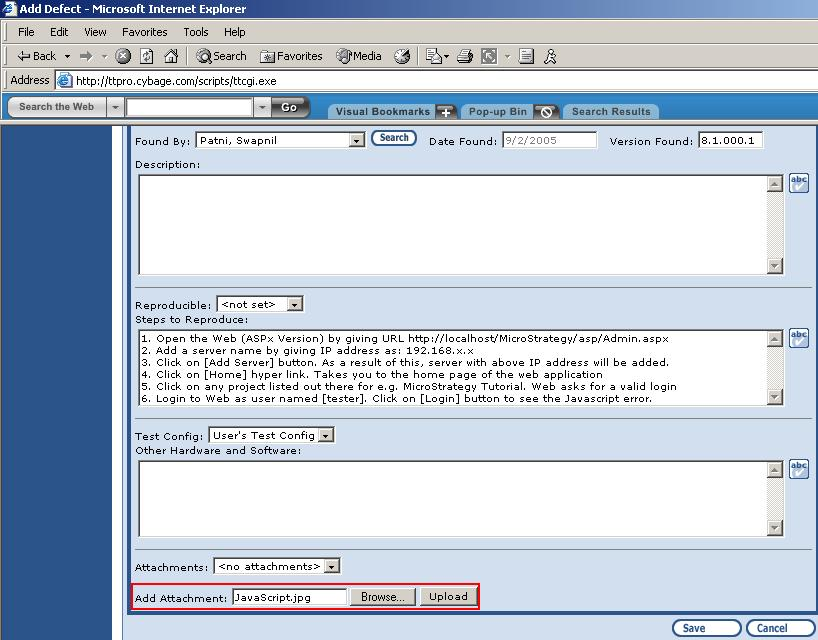 Add Defect - Microsoft Internet Explorer
File Edit View Favorites Tools Help
Back Search Favorites Media
Address http://ttpro.cybage.com/scripts/ttcgi.exe
Search the Web Go Visual Bookmarks Pop-up Bin Search Results
Found By: Patni, Swapnil Search Date Found: 9/2/2005 Version Found: 8.1.000.1
Description:
abc
Reproducible: <not set>
Steps to Reproduce:
1. Open the Web (ASPx Version) by giving URL http://localhost/MicroStrategy/asp/Admin.aspx
abc
2. Add a server name by giving IP address as: 192.168.x.x
3. Click on [Add Server] button. As a result of this, server with above IP address will be added.
4. Click on [Home] hyper link. Takes you to the home page of the web application
5. Click on any project listed out there for e.g. MicroStrategy Tutorial. Web asks for a valid login
6. Login to Web as user named [tester]. Click on [Login] button to see the Javascript error.
Test Config: User's Test Config
Other Hardware and Software:
abc
Attachments: <no attachments>
Add Attachment: JavaScript.jpg Browse... Upload
Save Cancel